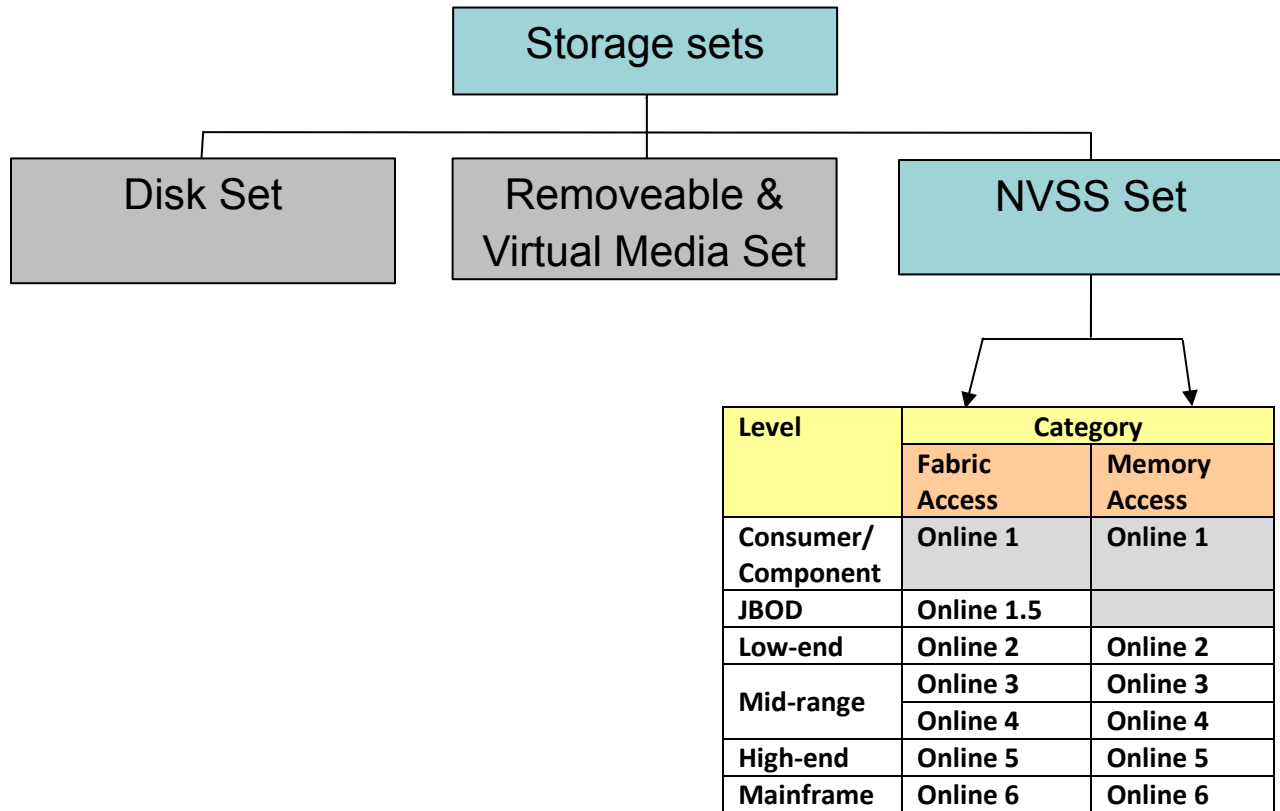 Storage sets
Disk Set
Removeable &
Virtual Media Set
NVSS Set
Level
Category
Fabric
Access
Memory
Access
Consumer/
Component
Online 1
Online 1
JBOD
Online 1.5
Low-end
Online 2
Online 2
Mid-range
Online 3
Online 3
Online 4
Online 4
High-end
Online 5
Online 5
Mainframe
Online 6
Online 6